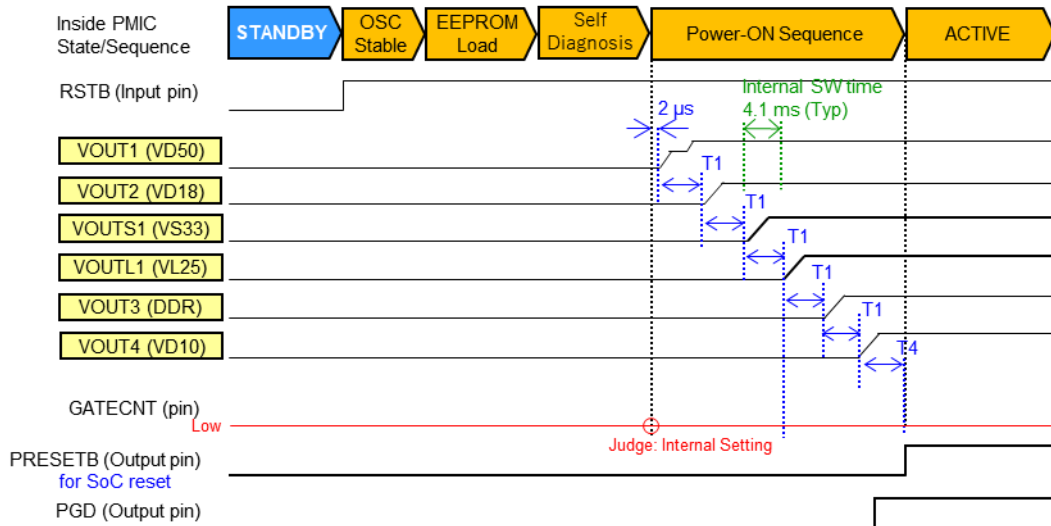 Inside PMIC
State/Sequence
STANDBY
OSC
Stable
EEPROM
Load
Self
Diagnosis
Power-ON Sequence
ACTIVE
RSTB (Input pin)
Internal SW time
4.1 ms (Typ)
2 µs
VOUT1 (VD50)
T1
VOUT2 (VD18)
T1
VOUTS1 (VS33)
T1
VOUTL1 (VL25)
T1
VOUT3 (DDR)
T1
VOUT4 (VD10)
T4
GATECNT (pin)
Low
Judge: Internal Setting
PRESETB (Output pin)
for SoC reset
PGD (Output pin)